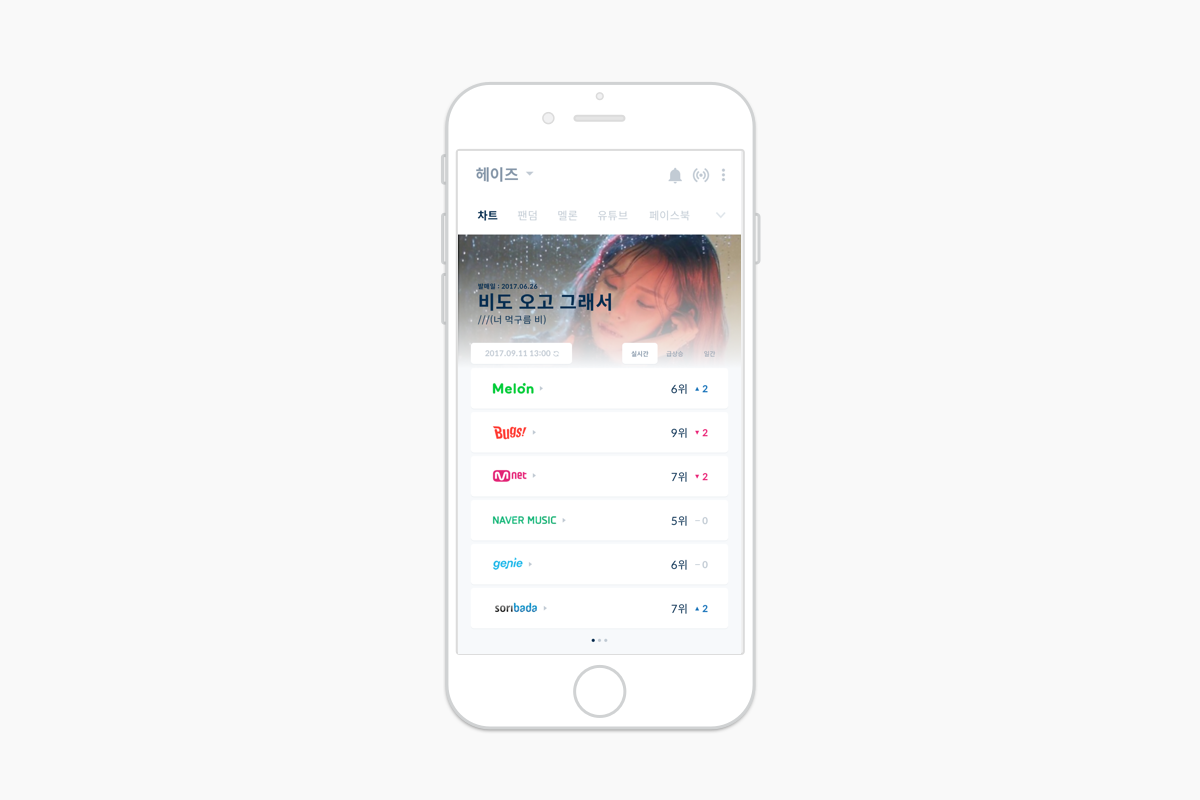 헤이즈
차트 팬덤 멜론 유튜브 페이스북
발매일 : 2017.06.26
비도 오고 그래서
///(너 먹구름 비)
2017.09.11 13:00 실시간 급상승 일간
Melon 6위 ▲ 2
Bugs! 9위 ▼ 2
Mnet 7위 ▼ 2
NAVER MUSIC 5위 – 0
genie 6위 – 0
soribada 7위 ▲ 2